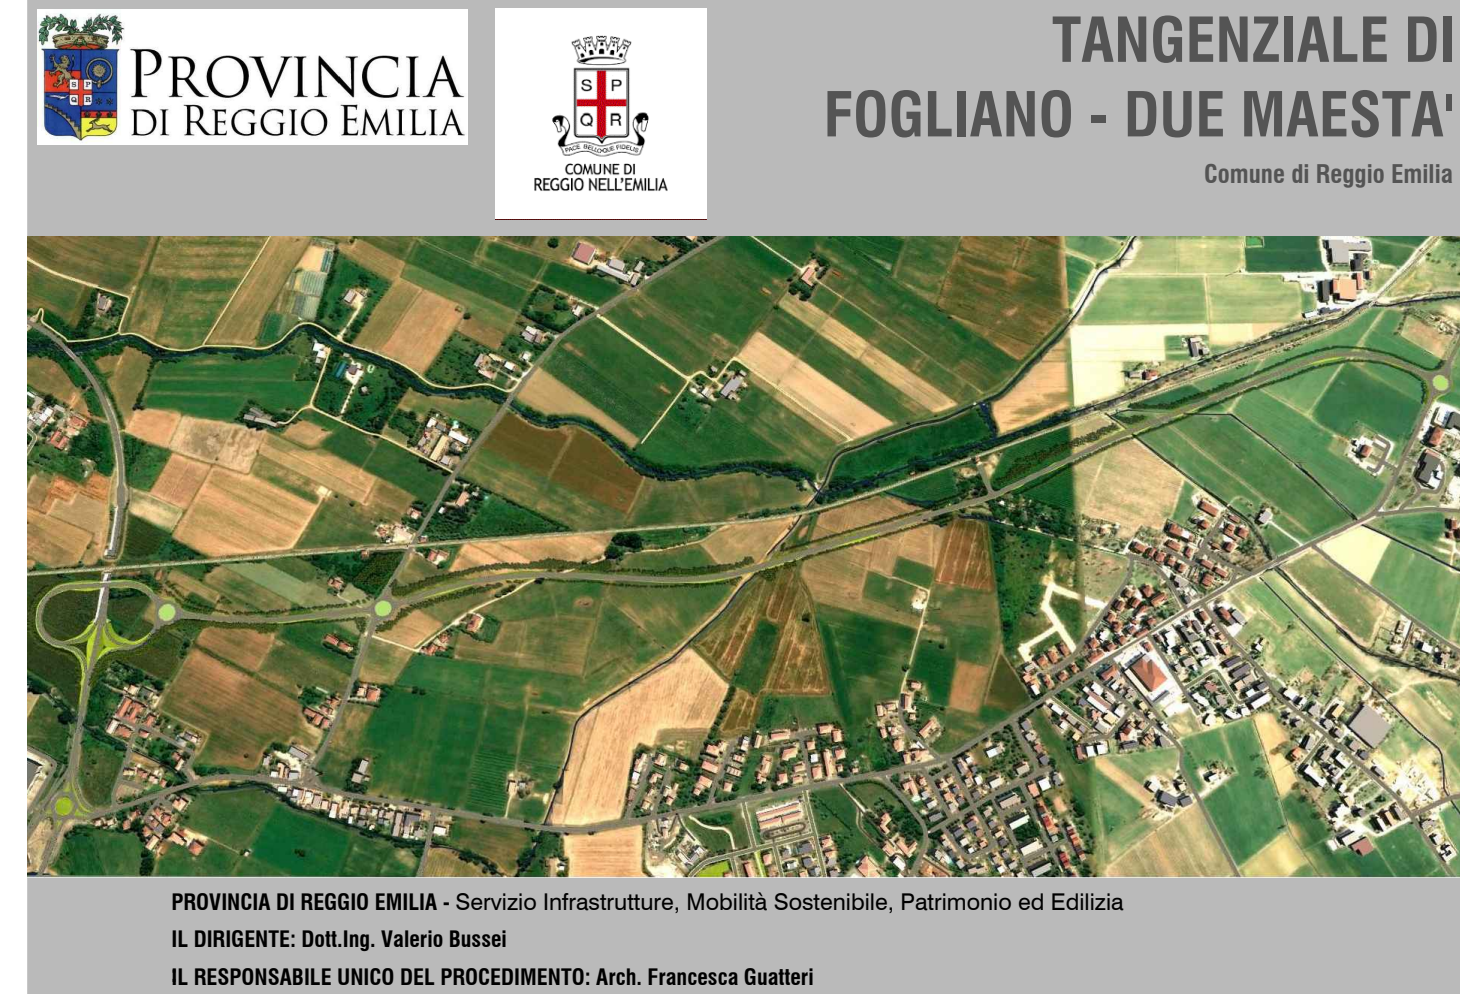 PROVINCIA
DI REGGIO EMILIA
S P
Q R
S P
Q R
PACE BELLOQUE FIDELIS
COMUNE DI
REGGIO NELL'EMILIA
TANGENZIALE DI
FOGLIANO - DUE MAESTA'
Comune di Reggio Emilia
PROVINCIA DI REGGIO EMILIA - Servizio Infrastrutture, Mobilità Sostenibile, Patrimonio ed Edilizia
IL DIRIGENTE: Dott.Ing. Valerio Bussei
IL RESPONSABILE UNICO DEL PROCEDIMENTO: Arch. Francesca Guatteri